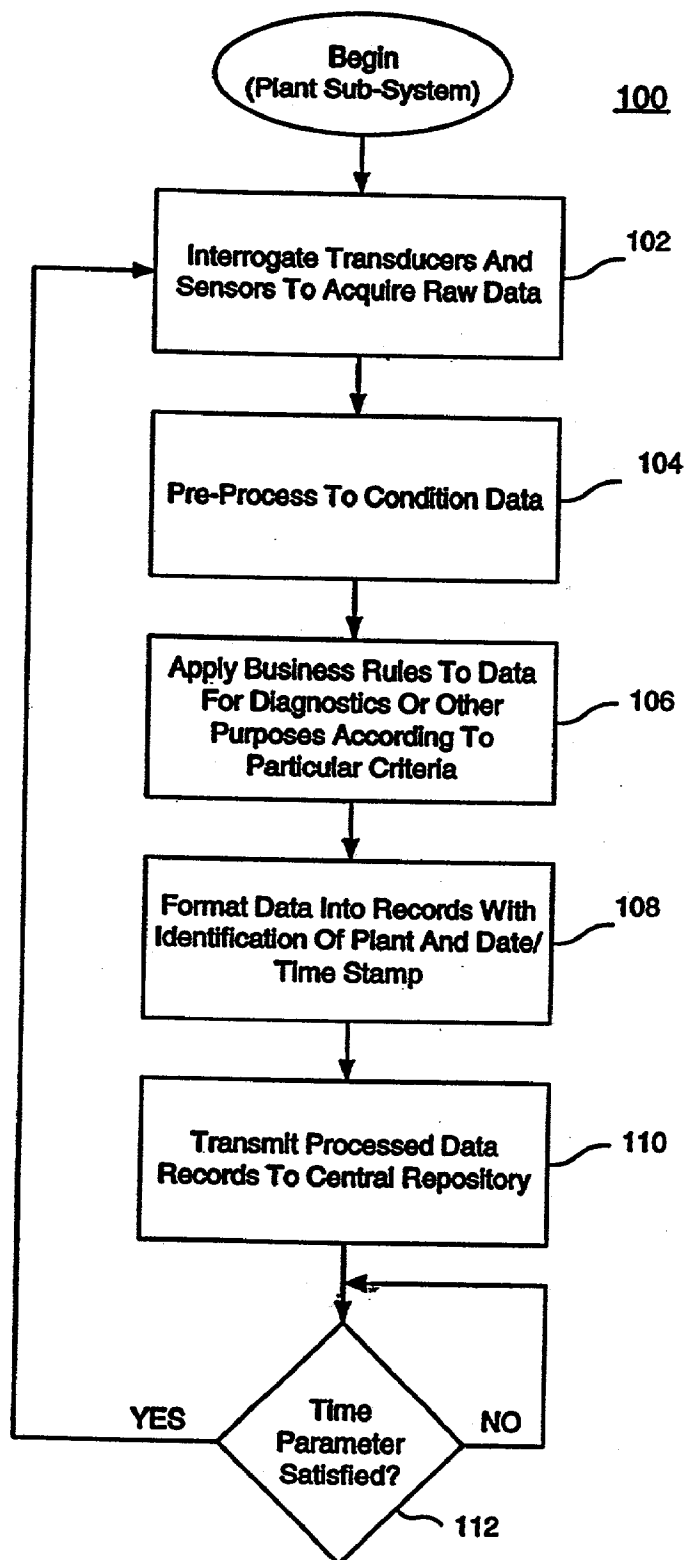 Begin
(Plant Sub-System)
100
Interrogate Transducers And
Sensors To Acquire Raw Data
102
Pre-Process To Condition Data
104
Apply Business Rules To Data
For Diagnostics Or Other
Purposes According To
Particular Criteria
106
Format Data Into Records With
Identification Of Plant And Date/
Time Stamp
108
Transmit Processed Data
Records To Central Repository
110
YES
Time
Parameter
Satisfied?
NO
112